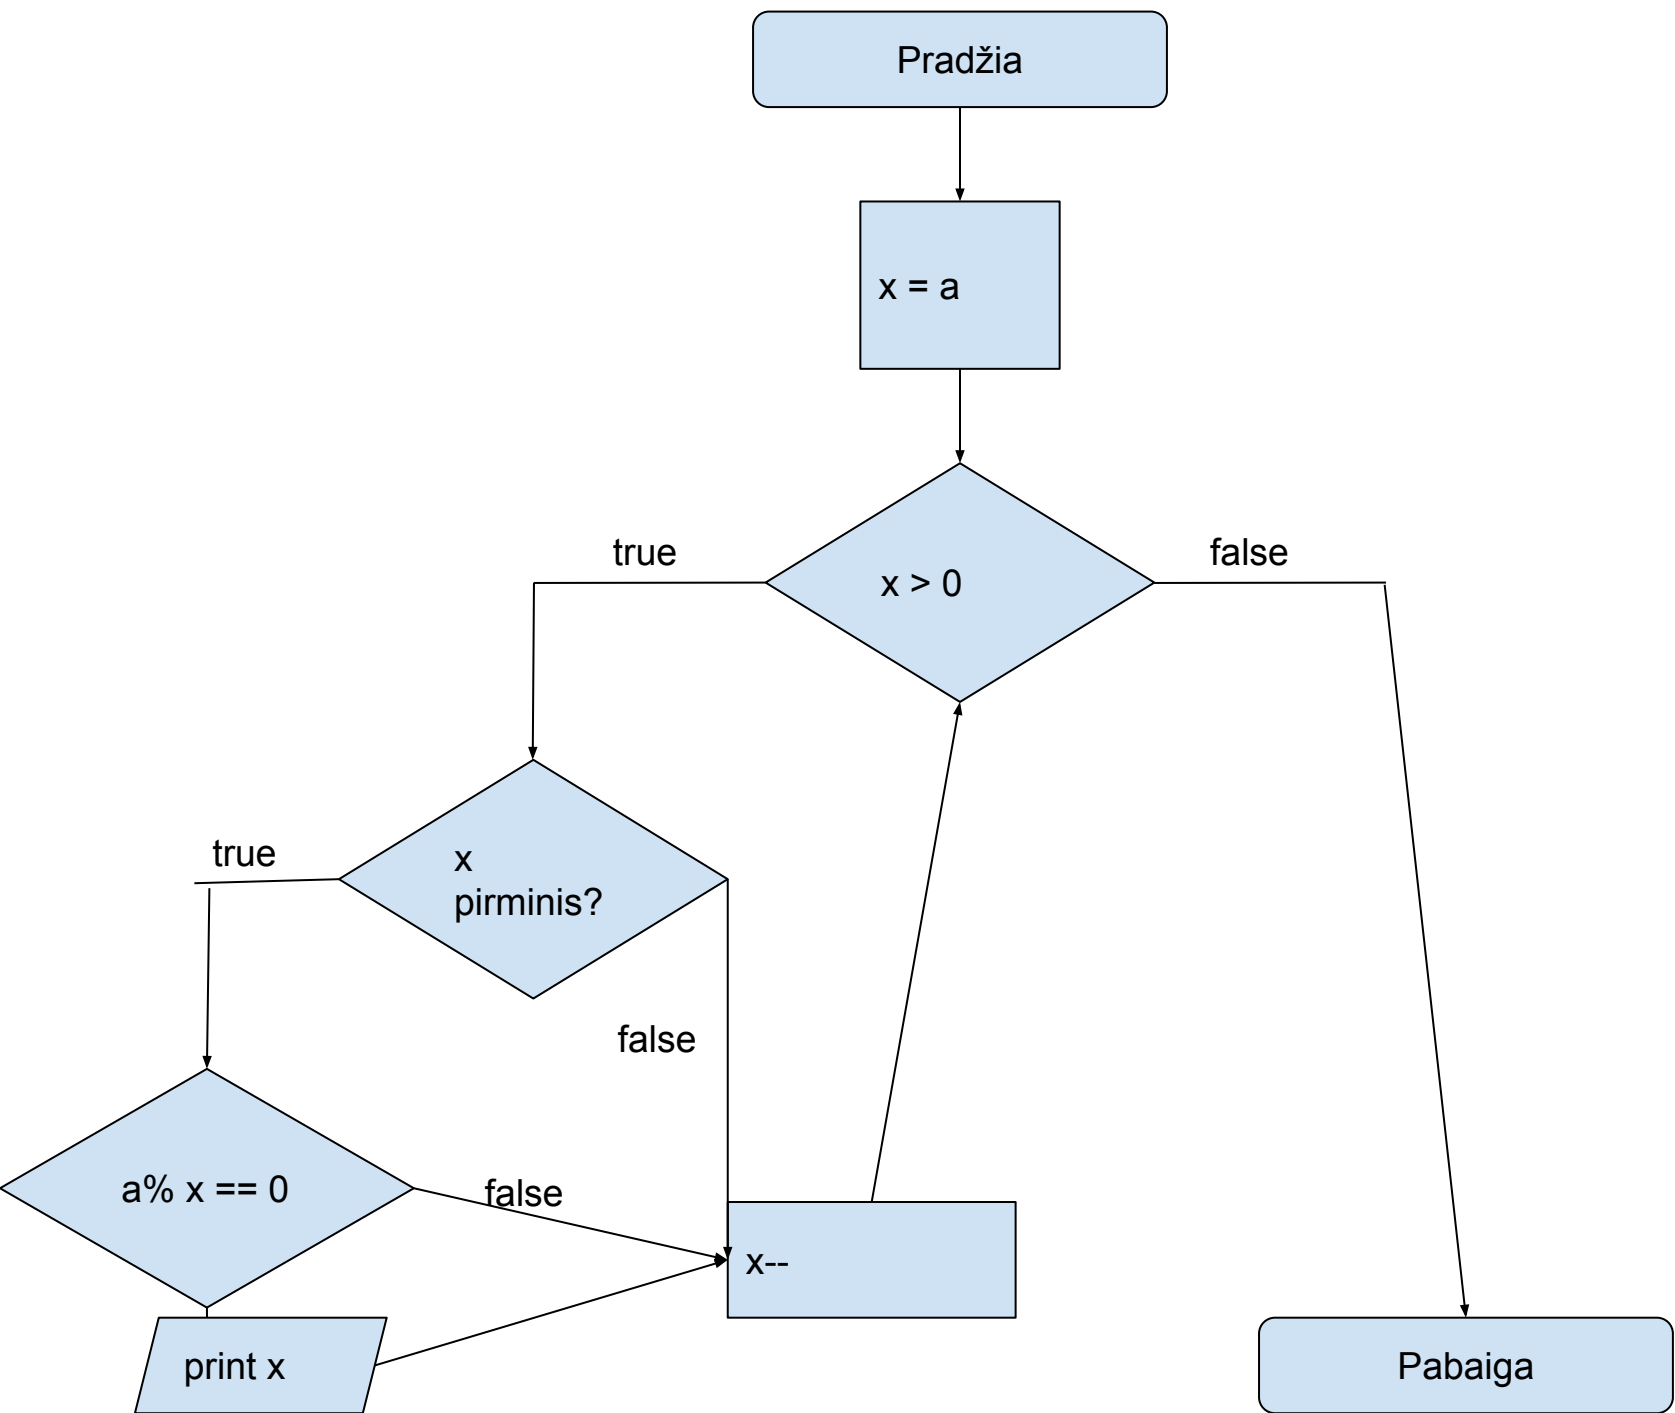 Pradžia
x = a
true
false
x > 0
true
x
pirminis?
false
a% x == 0
false
x--
print x
Pabaiga